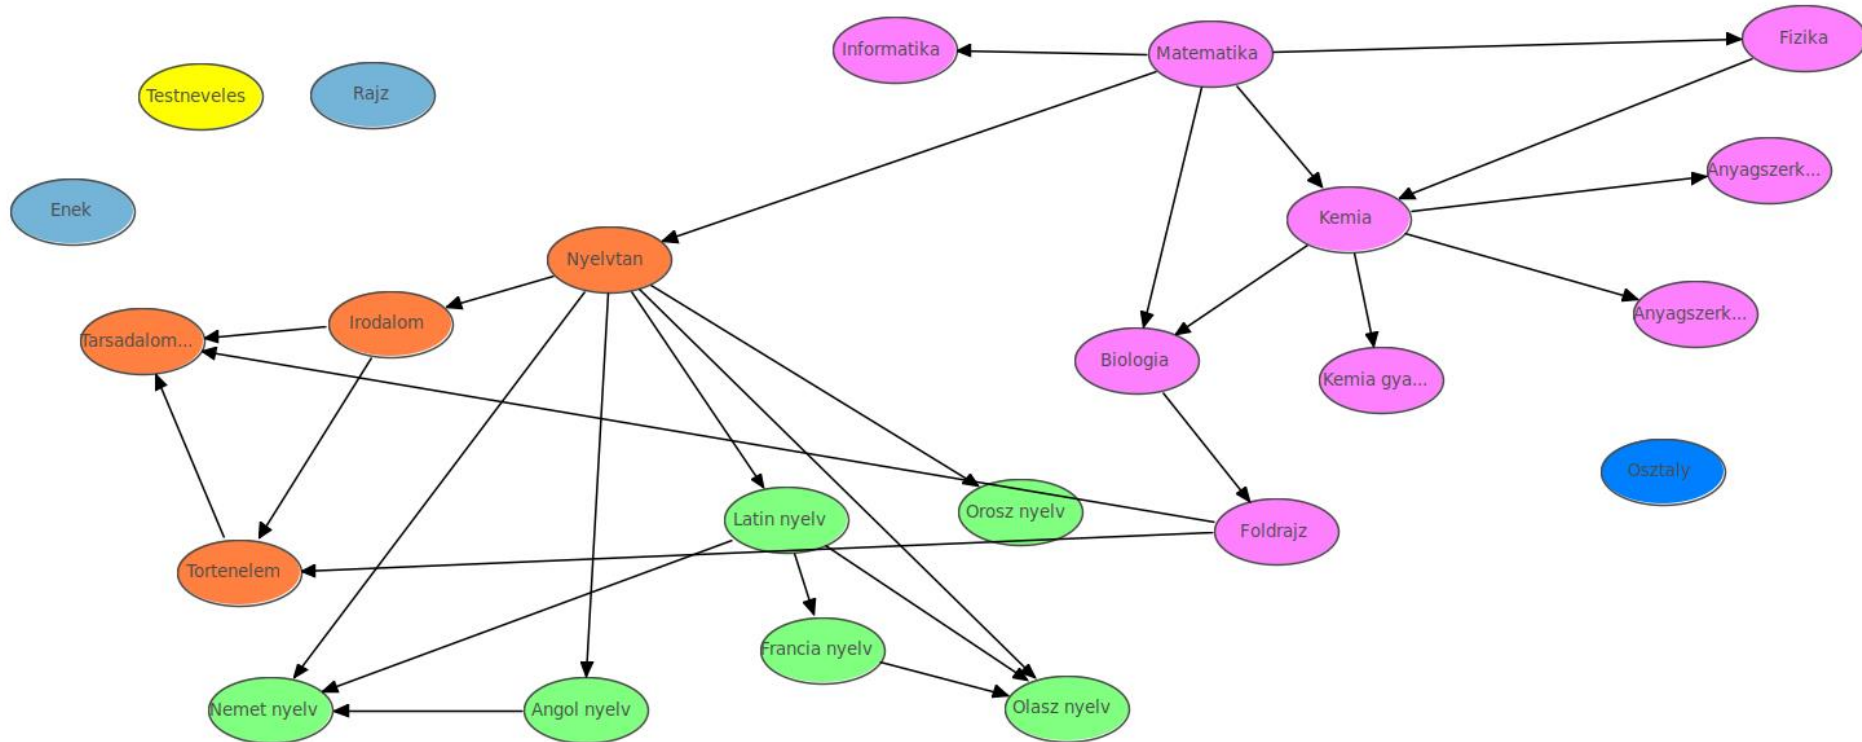 Informatika
Matematika
Fizika
Testneveles
Rajz
Anyagszerk...
Enek
Kemia
Nyelvtan
Irodalom
Tarsadalom...
Anyagszerk...
Biologia
Kemia gya...
Osztaly
Latin nyelv
Orosz nyelv
Foldrajz
Tortenelem
Francia nyelv
Nemet nyelv
Angol nyelv
Olasz nyelv